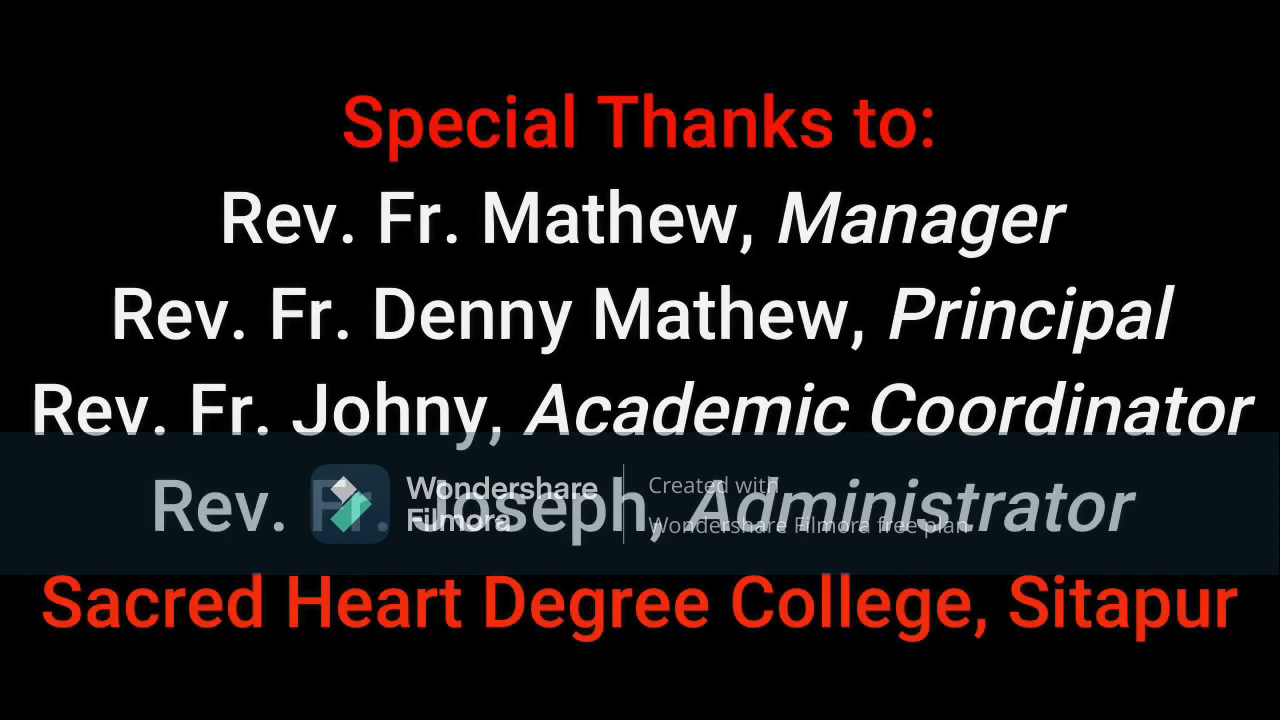 Special Thanks to:
Rev. Fr. Mathew, Manager
Rev. Fr. Denny Mathew, Principal
Rev. Fr. Johny, Academic Coordinator
Rev. Fr. Joseph, Administrator
Wondershare
Filmora
Created with
Wondershare Filmora free plan
Sacred Heart Degree College, Sitapur